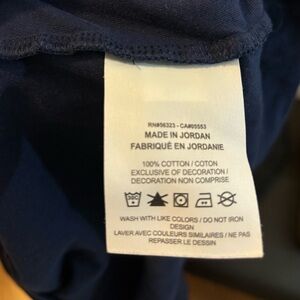 RN#56323 - CA#05553
MADE IN JORDAN
FABRIQUÉ EN JORDANIE
100% COTTON / COTON
EXCLUSIVE OF DECORATION /
DECORATION NON COMPRISE
WASH WITH LIKE COLORS / DO NOT IRON
DESIGN
LAVER AVEC COULEURS SIMILAIRES / NE PAS
REPASSER LE DESSIN